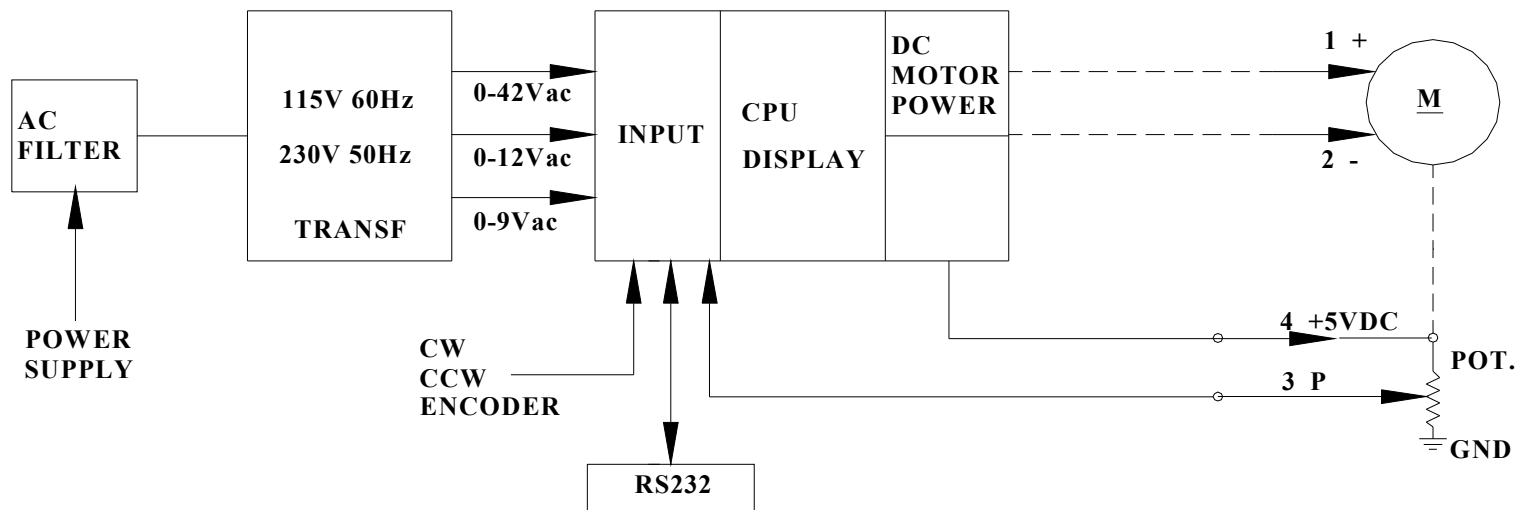 AC
FILTER
POWER
SUPPLY
115V 60Hz
230V 50Hz
TRANSF
0-42Vac
0-12Vac
0-9Vac
INPUT
CPU
DISPLAY
DC
MOTOR
POWER
1 +
2 -
M
CW
CCW
ENCODER
RS232
4 +5VDC
3 P
POT.
GND